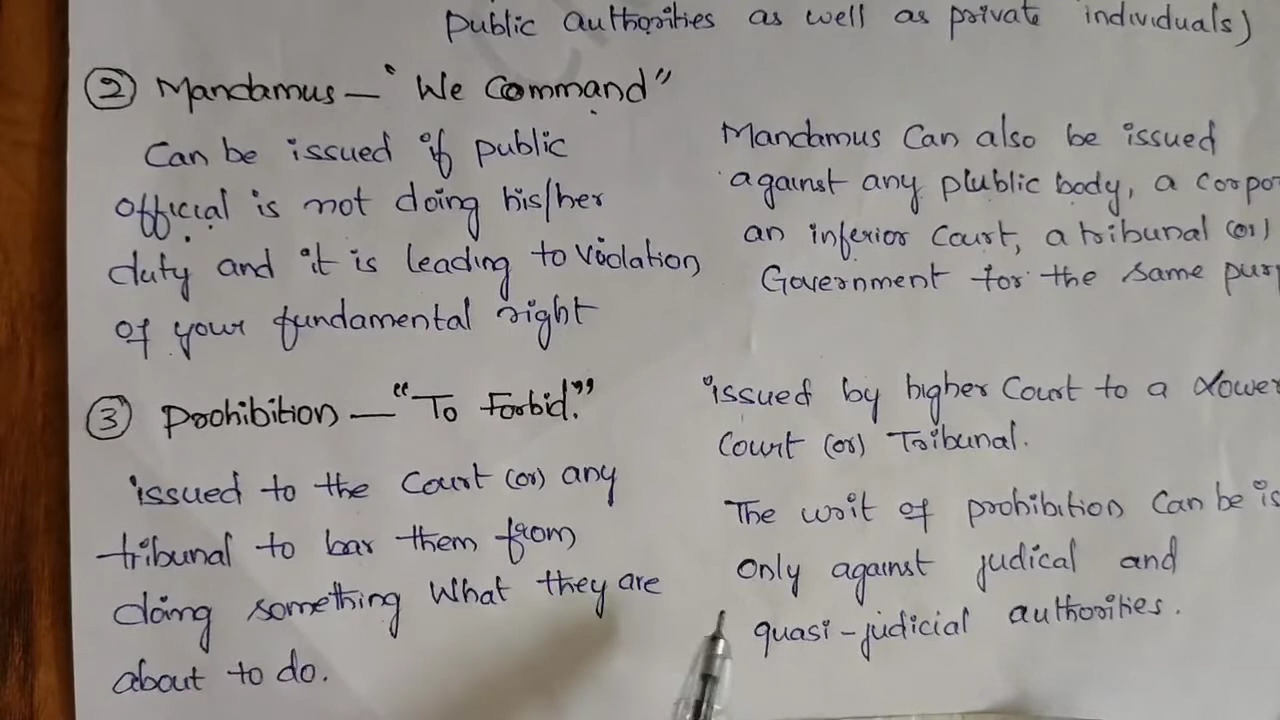 public authorities as well as private individuals)
② Mandamus — "We Command"
Can be issued if public
official is not doing his/her
duty and it is leading to violation
of your fundamental right
Mandamus Can also be issued
against any plublic body, a corpo
an inferior Court, a tribunal (or)
Government for the same purp
③ Prohibition — "To Forbid."
issued to the Court (or) any
tribunal to bar them from
doing something What they are
about to do.
issued by higher Court to a Lower
Court (or) Tribunal.
The writ of prohibition Can be is
only against judical and
quasi-judicial authorities.